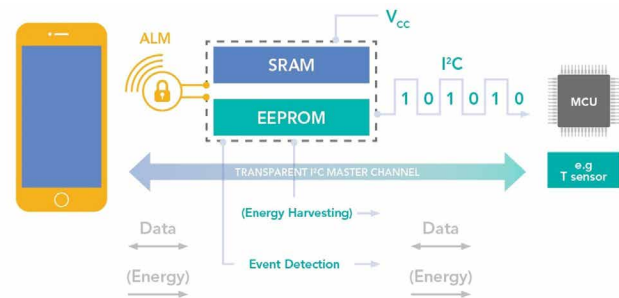 V CC
ALM
SRAM
I²C
1 0 1 0 1 0
MCU
EEPROM
TRANSPARENT I²C MASTER CHANNEL
e.g
T sensor
(Energy Harvesting)
Data
Data
Event Detection
(Energy)
(Energy)